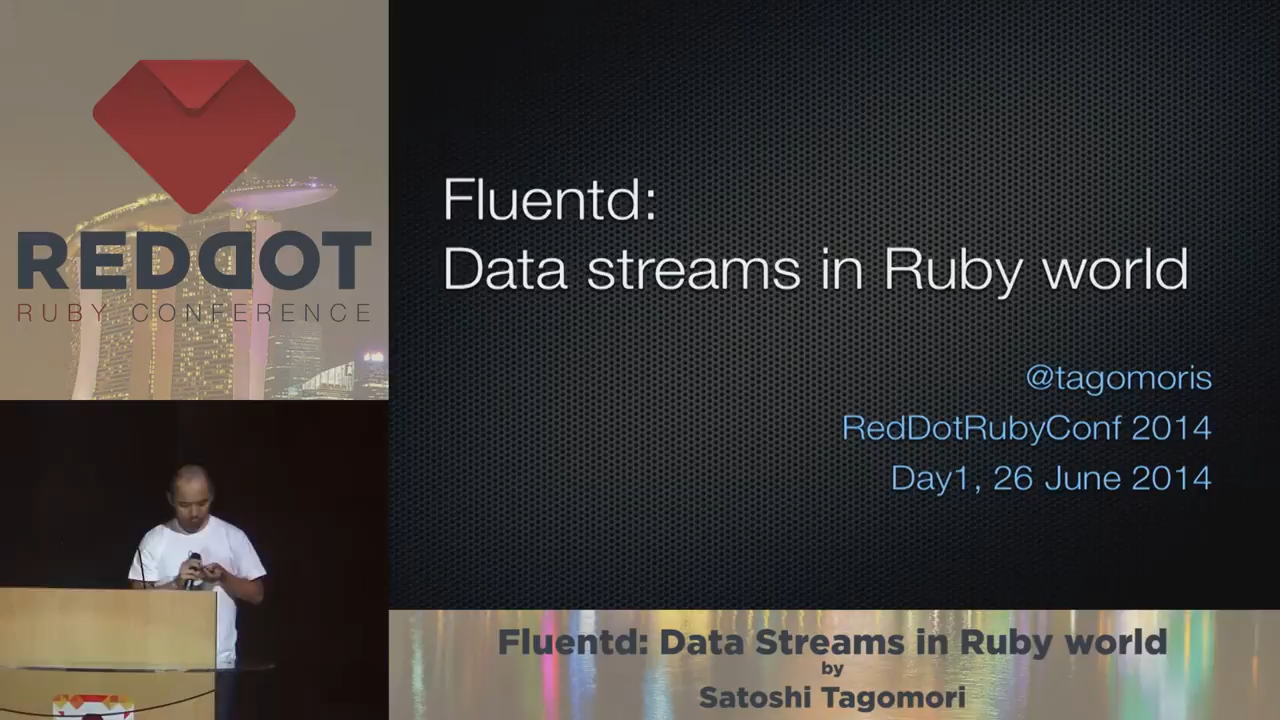 REDDOT
RUBY CONFERENCE
Fluentd:
Data streams in Ruby world
@tagomoris
RedDotRubyConf 2014
Day1, 26 June 2014
Fluentd: Data Streams in Ruby world
by
Satoshi Tagomori